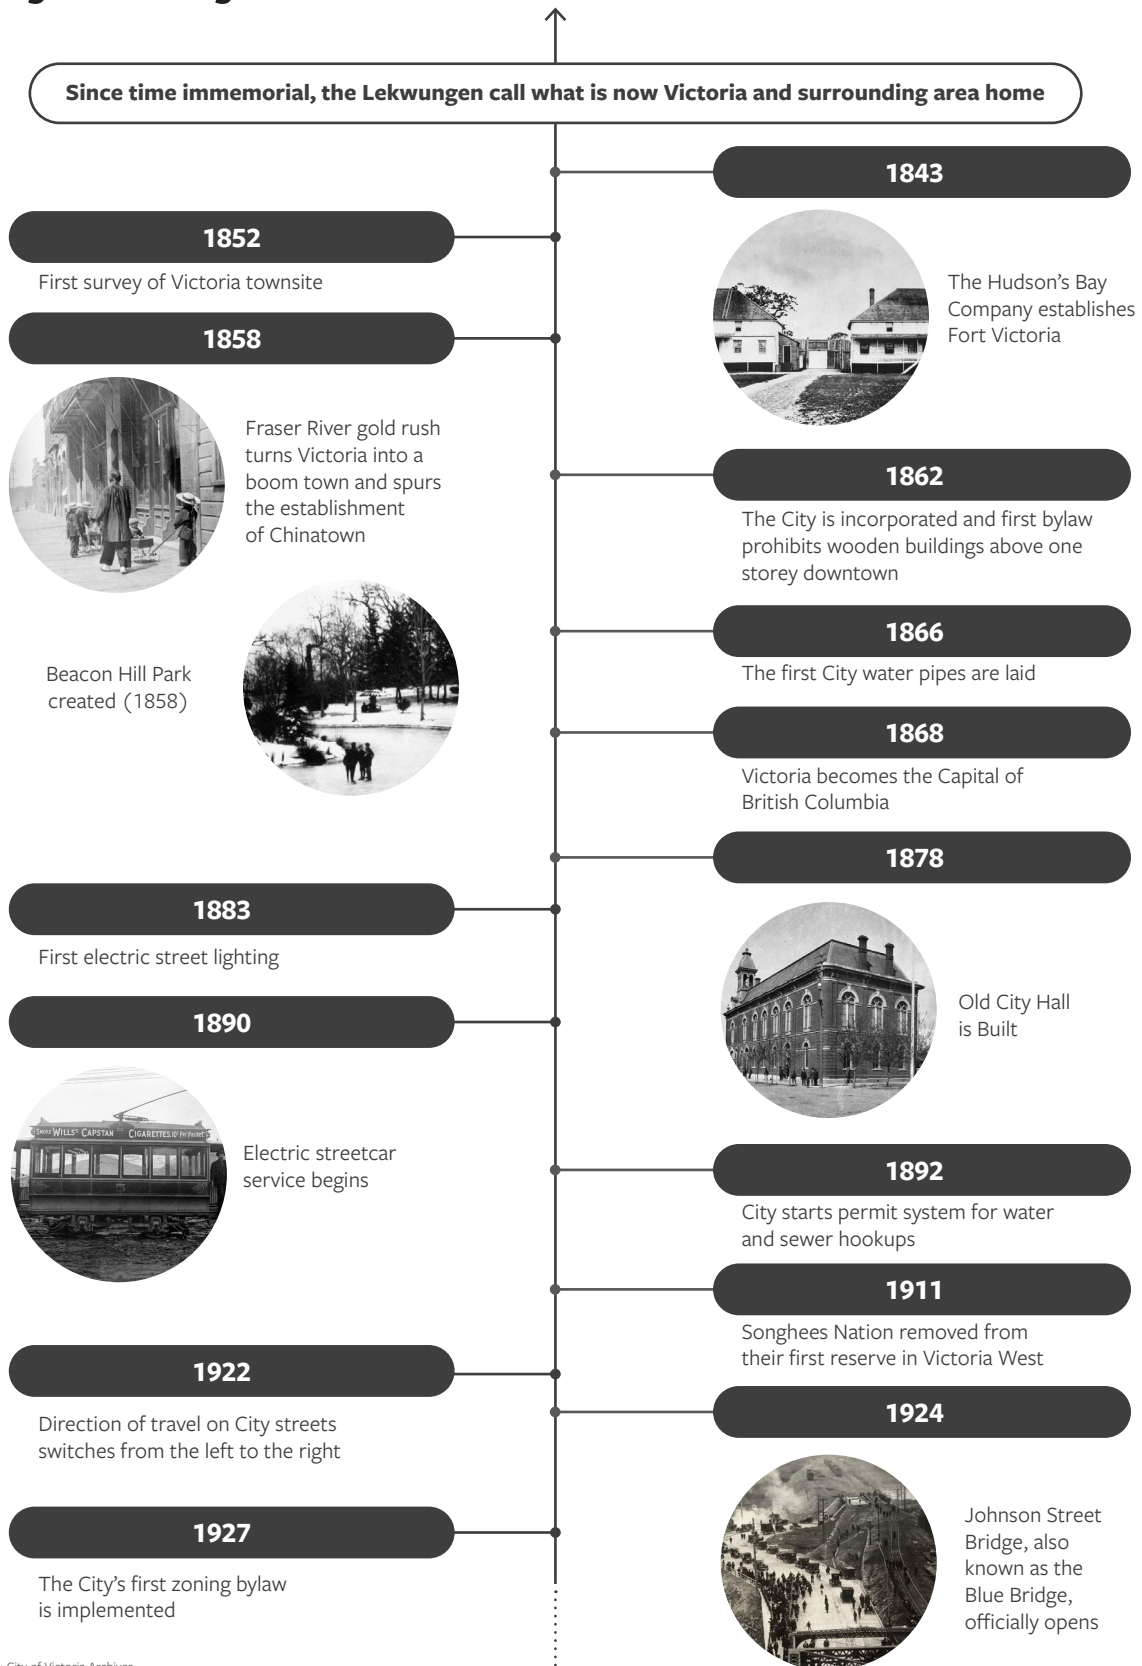 Since time immemorial, the Lekwungen call what is now Victoria and surrounding area home
1843
The Hudson's Bay
Company establishes
Fort Victoria
1852
First survey of Victoria townsite
1858
Fraser River gold rush
turns Victoria into a
boom town and spurs
the establishment
of Chinatown
Beacon Hill Park
created (1858)
1862
The City is incorporated and first bylaw
prohibits wooden buildings above one
storey downtown
1866
The first City water pipes are laid
1868
Victoria becomes the Capital of
British Columbia
1878
Old City Hall
is Built
1883
First electric street lighting
1890
WILLS'S CAPSTAN CIGARETTES.10¢ Per Packet
Electric streetcar
service begins
1892
City starts permit system for water
and sewer hookups
1911
Songhees Nation removed from
their first reserve in Victoria West
1922
Direction of travel on City streets
switches from the left to the right
1924
Johnson Street
Bridge, also
known as the
Blue Bridge,
officially opens
1927
The City's first zoning bylaw
is implemented
City of Victoria Archives